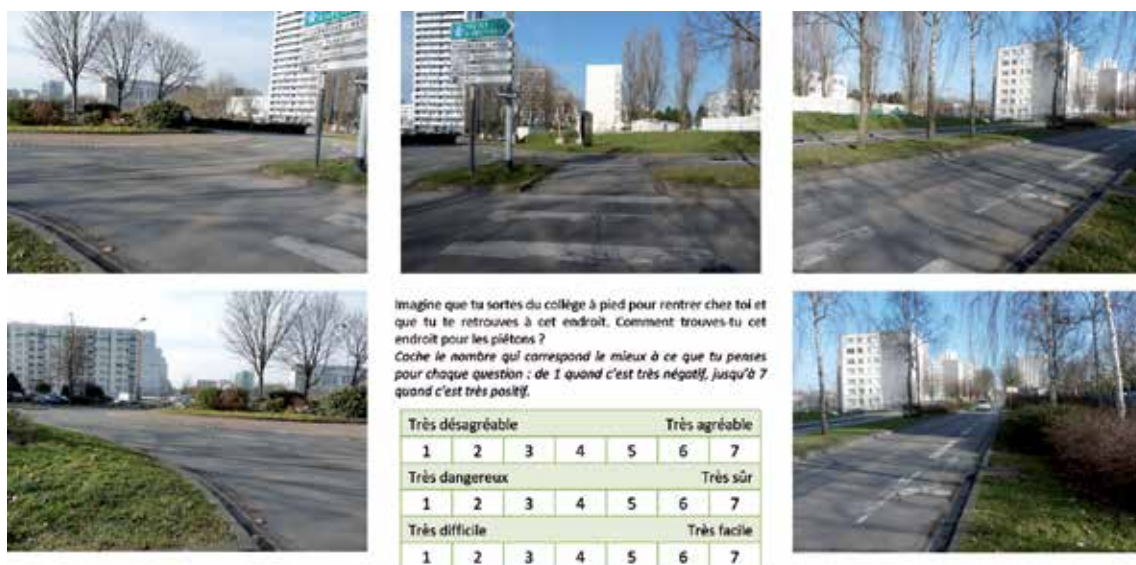 Imagine que tu sortes du collège à pied pour rentrer chez toi et
que tu te retrouves à cet endroit. Comment trouves-tu cet
endroit pour les piétons ?
Coche le nombre qui correspond le mieux à ce que tu penses
pour chaque question : de 1 quand c'est très négatif, jusqu'à 7
quand c'est très positif.
Très désagréable Très agréable
1 2 3 4 5 6 7
Très dangereux Très sûr
1 2 3 4 5 6 7
Très difficile Très facile
1 2 3 4 5 6 7